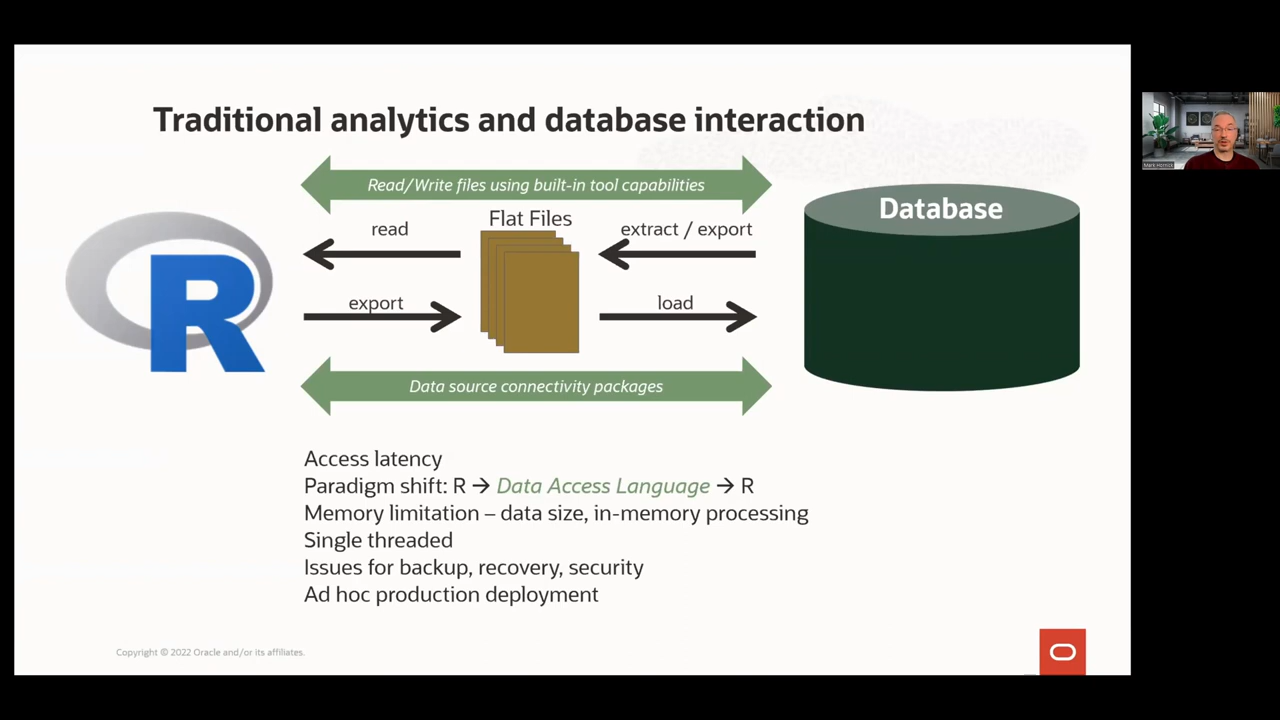 Traditional analytics and database interaction
Read/Write files using built-in tool capabilities
Flat Files
read
extract / export
Database
R
export
load
Data source connectivity packages
Access latency
Paradigm shift: R → Data Access Language → R
Memory limitation – data size, in-memory processing
Single threaded
Issues for backup, recovery, security
Ad hoc production deployment
Copyright © 2022 Oracle and/or its affiliates.
Mark Hornick